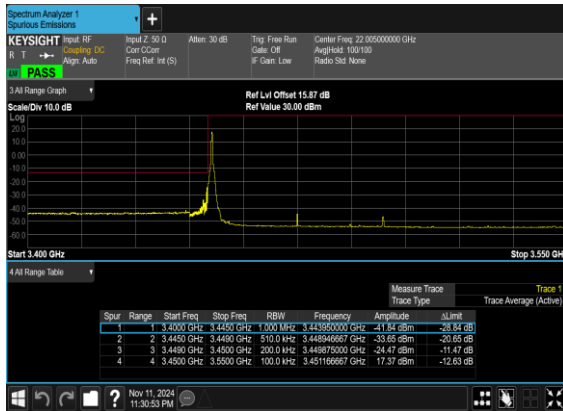 Spectrum Analyzer 1
Spurious Emissions
KEYSIGHT Input: RF Input Z: 50 Ω Atten: 30 dB Trig: Free Run Center Freq: 22.005000000 GHz
R T Coupling: DC Corr CCorr Gate: Off Avg|Hold: 100/100
Align: Auto Freq Ref: Int (S) IF Gain: Low Radio Std: None
LXI PASS
3 All Range Graph
Ref Lvl Offset 15.87 dB
Scale/Div 10.0 dB Ref Value 30.00 dBm
Log
20.0
10.0
0.00
-10.0
-20.0
-30.0
-40.0
-50.0
-60.0
Start 3.400 GHz Stop 3.550 GH
4 All Range Table
Measure Trace Trace 1
Trace Type Trace Average (Active)
Spur Range Start Freq Stop Freq RBW Frequency Amplitude ΔLimit
1 1 3.4000 GHz 3.4450 GHz 1.000 MHz 3.443950000 GHz -41.84 dBm -28.84 dB
2 2 3.4450 GHz 3.4490 GHz 510.0 kHz 3.448946667 GHz -33.65 dBm -20.65 dB
3 3 3.4490 GHz 3.4500 GHz 200.0 kHz 3.449875000 GHz -24.47 dBm -11.47 dB
4 4 3.4500 GHz 3.5500 GHz 100.0 kHz 3.451166667 GHz 17.37 dBm -12.63 dB
Nov 11, 2024
11:30:53 PM